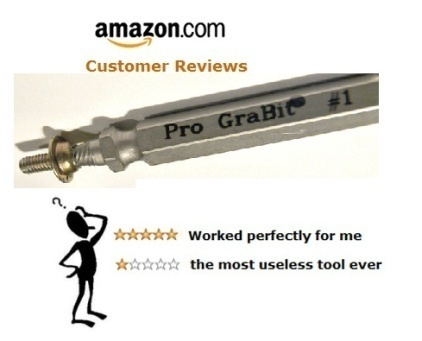 amazon.com
Customer Reviews
Pro GraBit® #1
?.
Worked perfectly for me
the most useless tool ever